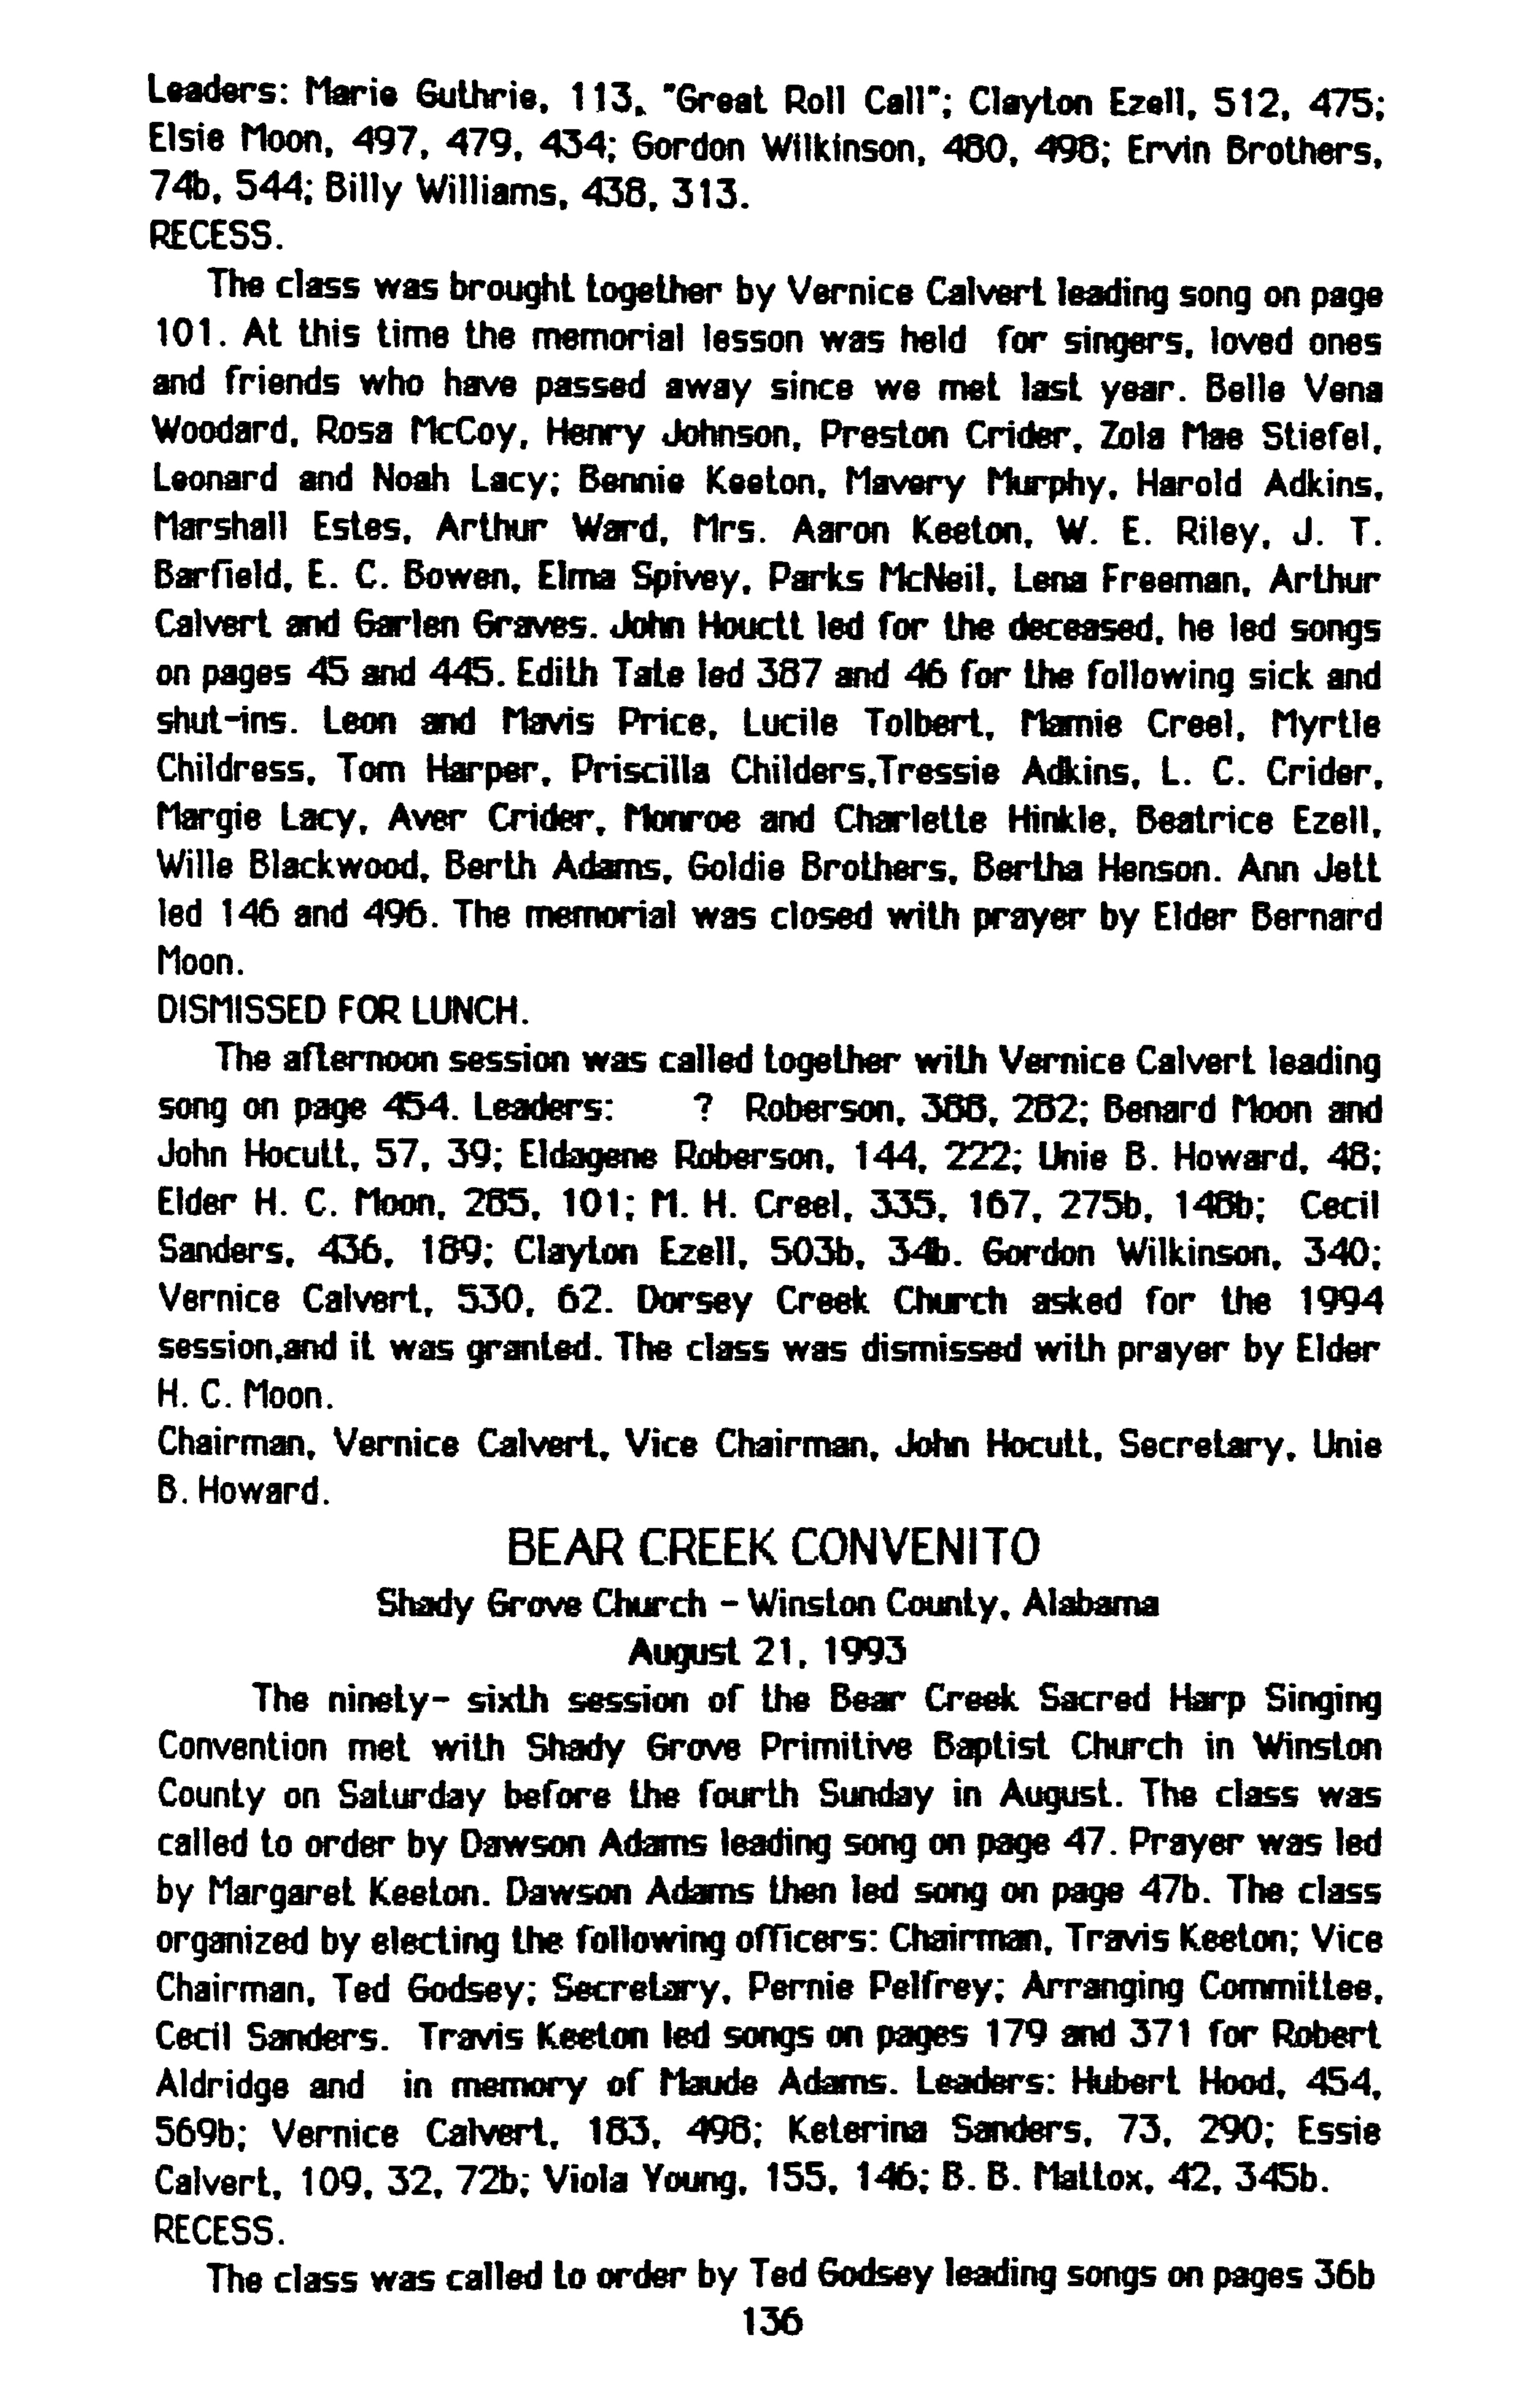 Leaders: Marie Guthrie, 113, "Great Roll Call"; Clayton Ezell, 512, 475;
Elsie Moon, 497, 479, 434; Gordon Wilkinson, 480, 498; Ervin Brothers,
74b, 544; Billy Williams, 438, 313.
RECESS.
The class was brought together by Vernice Calvert leading song on page
101. At this time the memorial lesson was held for singers, loved ones
and friends who have passed away since we met last year. Belle Vena
Woodard, Rosa McCoy, Henry Johnson, Preston Crider, Zola Mae Stiefel,
Leonard and Noah Lacy; Bennie Keeton, Mavery Murphy, Harold Adkins,
Marshall Estes, Arthur Ward, Mrs. Aaron Keeton, W. E. Riley, J. T.
Barfield, E. C. Bowen, Elma Spivey, Parks McNeil, Lena Freeman, Arthur
Calvert and Garlen Graves. John Houctt led for the deceased, he led songs
on pages 45 and 445. Edith Tate led 387 and 46 for the following sick and
shut-ins. Leon and Mavis Price, Lucile Tolbert, Mamie Creel, Myrtle
Childress, Tom Harper, Priscilla Childers,Tressie Adkins, L. C. Crider,
Margie Lacy, Aver Crider, Monroe and Charlette Hinkle, Beatrice Ezell,
Wille Blackwood, Berth Adams, Goldie Brothers, Bertha Henson. Ann Jett
led 146 and 496. The memorial was closed with prayer by Elder Bernard
Moon.
DISMISSED FOR LUNCH.
The afternoon session was called together with Vernice Calvert leading
song on page 454. Leaders: ? Roberson, 388, 282; Benard Moon and
John Hocutt, 57, 39; Eldagene Roberson, 144, 222; Unie B. Howard, 48;
Elder H. C. Moon, 285, 101; M. H. Creel, 335, 167, 275b, 148b; Cecil
Sanders, 436, 189; Clayton Ezell, 503b, 34b. Gordon Wilkinson, 340;
Vernice Calvert, 530, 62. Dorsey Creek Church asked for the 1994
session,and it was granted. The class was dismissed with prayer by Elder
H. C. Moon.
Chairman, Vernice Calvert, Vice Chairman, John Hocutt, Secretary, Unie
B. Howard.
BEAR CREEK CONVENITO
Shady Grove Church - Winston County, Alabama
August 21, 1993
The ninety- sixth session of the Bear Creek Sacred Harp Singing
Convention met with Shady Grove Primitive Baptist Church in Winston
County on Saturday before the fourth Sunday in August. The class was
called to order by Dawson Adams leading song on page 47. Prayer was led
by Margaret Keeton. Dawson Adams then led song on page 47b. The class
organized by electing the following officers: Chairman, Travis Keeton; Vice
Chairman, Ted Godsey; Secretary, Pernie Pelfrey; Arranging Committee,
Cecil Sanders. Travis Keeton led songs on pages 179 and 371 for Robert
Aldridge and in memory of Maude Adams. Leaders: Hubert Hood, 454,
569b; Vernice Calvert, 183, 498; Keterina Sanders, 73, 290; Essie
Calvert, 109, 32, 72b; Viola Young, 155, 146; B. B. Mattox, 42, 345b.
RECESS.
The class was called to order by Ted Godsey leading songs on pages 36b
136